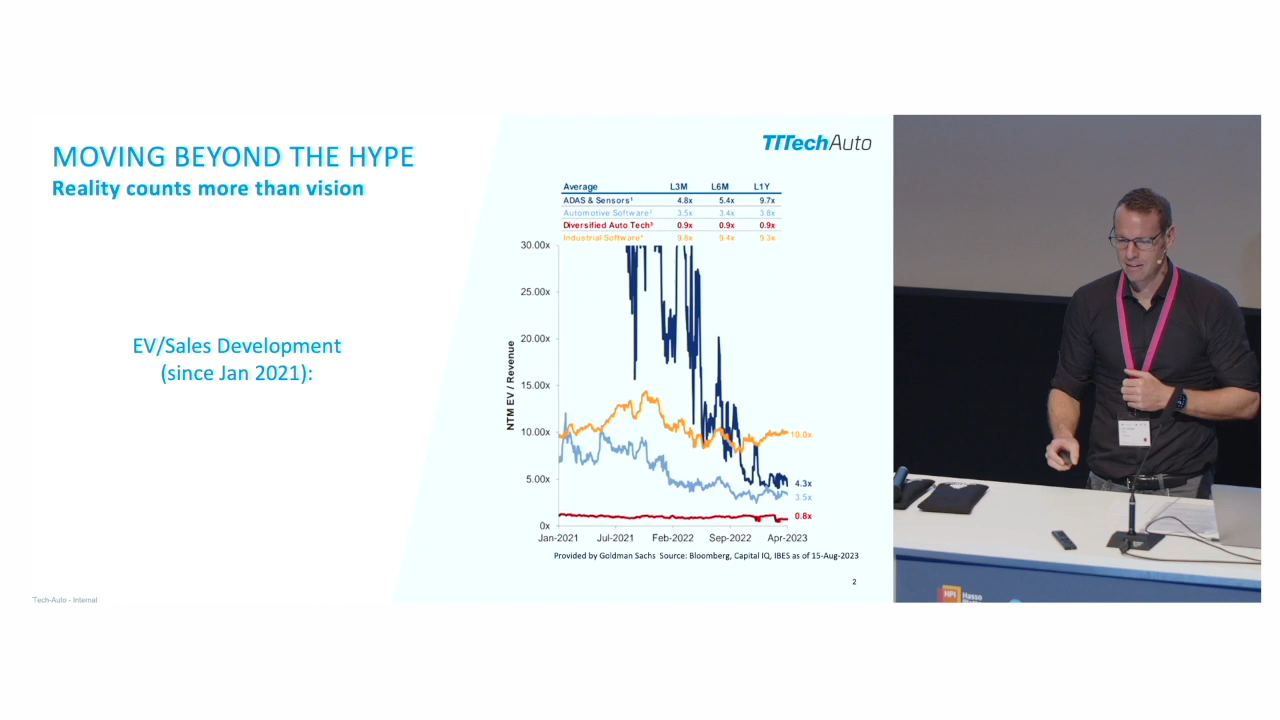 MOVING BEYOND THE HYPE
Reality counts more than vision
TTTechAuto
EV/Sales Development
(since Jan 2021):
Average L3M L6M L1Y
ADAS & Sensors¹ 4.8x 5.4x 9.7x
Automotive Software² 3.5x 3.4x 3.8x
Diversified Auto Tech³ 0.9x 0.9x 0.9x
Industrial Software⁴ 9.8x 9.4x 9.3x
NTM EV / Revenue
30.00x
25.00x
20.00x
15.00x
10.00x
5.00x
0x
10.0x
4.3x
3.5x
0.8x
Jan-2021 Jul-2021 Feb-2022 Sep-2022 Apr-2023
Provided by Goldman Sachs Source: Bloomberg, Capital IQ, IBES as of 15-Aug-2023
2
Tech-Auto - Internal
HPI Hasso